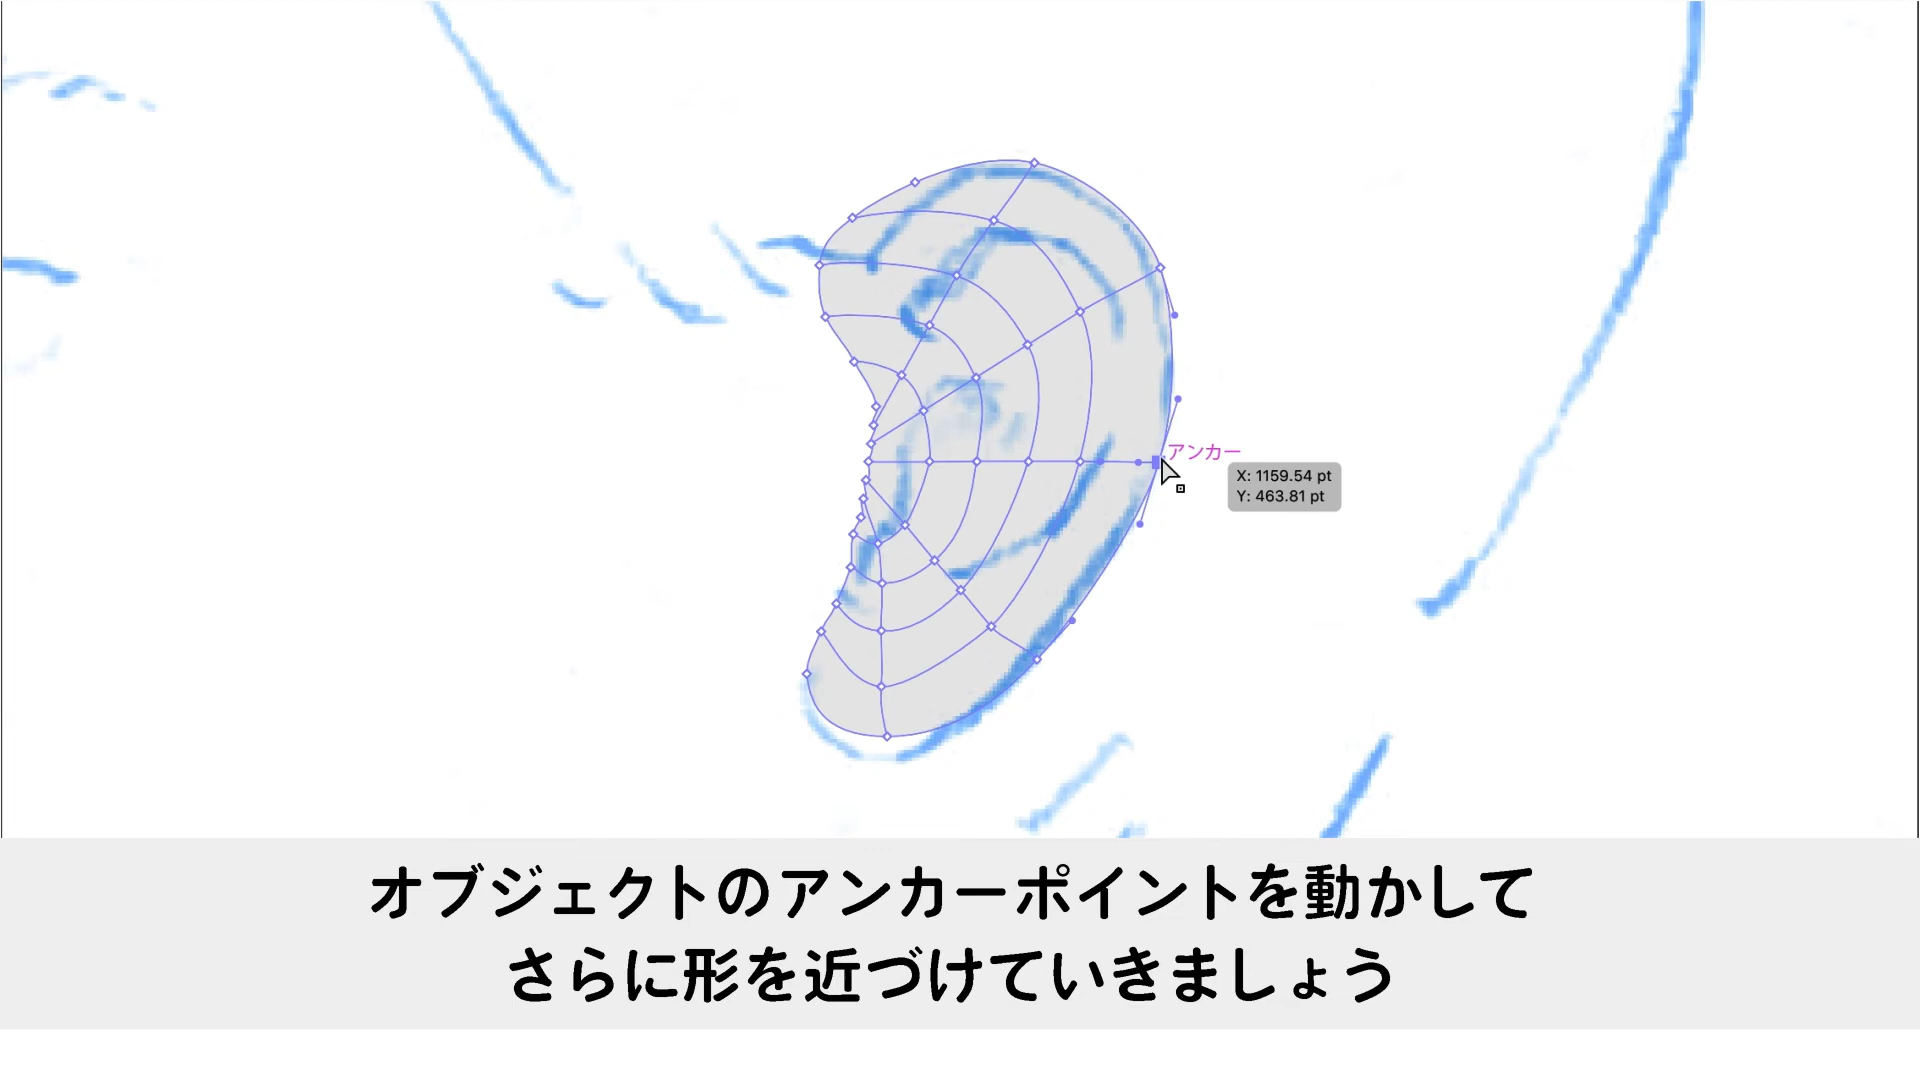 アンカー
X: 1159.54 pt
Y: 463.81 pt
オブジェクトのアンカーポイントを動かして
さらに形を近づけていきましょう